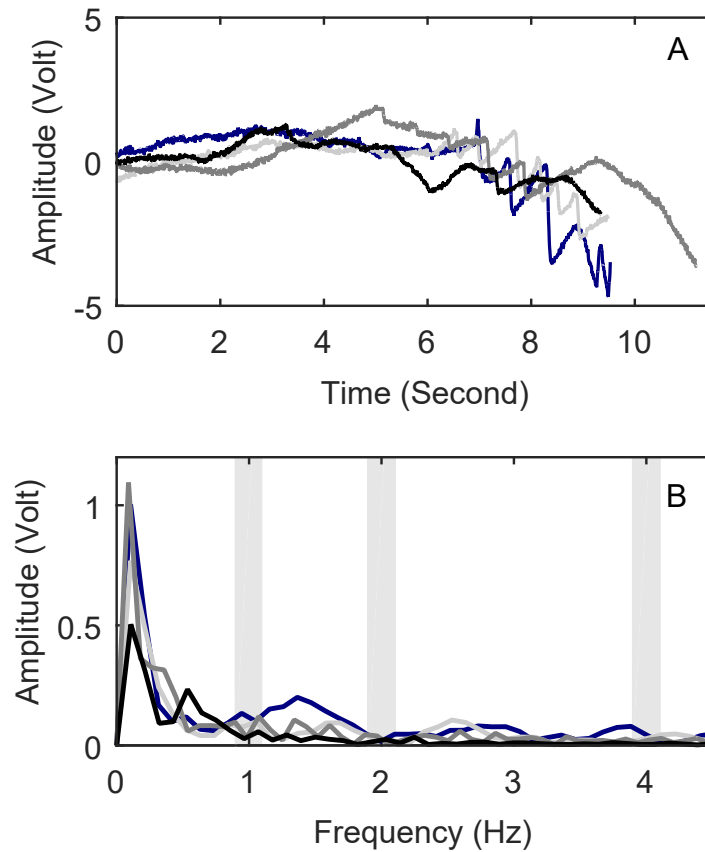 A
5
0
-5
Amplitude (Volt)
0 2 4 6 8 10
Time (Second)
B
1
0.5
0
Amplitude (Volt)
0 1 2 3 4
Frequency (Hz)